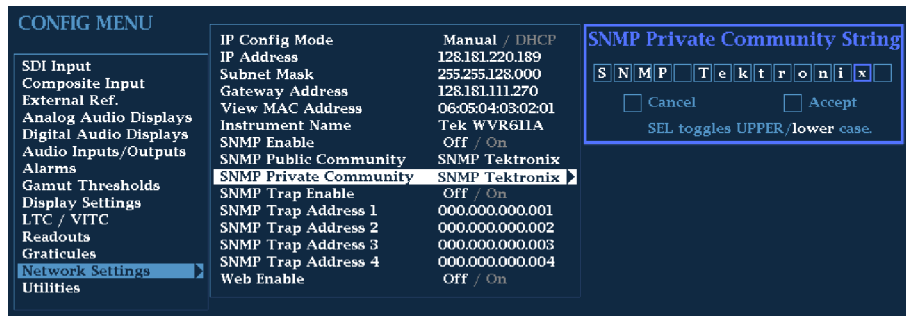 CONFIG MENU
SDI Input
Composite Input
External Ref.
Analog Audio Displays
Digital Audio Displays
Audio Inputs/Outputs
Alarms
Gamut Thresholds
Display Settings
LTC / VITC
Readouts
Graticules
Network Settings
Utilities
IP Config Mode Manual / DHCP
IP Address 128.181.220.189
Subnet Mask 255.255.128.000
Gateway Address 128.181.111.270
View MAC Address 06:05:04:03:02:01
Instrument Name Tek WVR611A
SNMP Enable Off / On
SNMP Public Community SNMP Tektronix
SNMP Private Community SNMP Tektronix
SNMP Trap Enable Off / On
SNMP Trap Address 1 000.000.000.001
SNMP Trap Address 2 000.000.000.002
SNMP Trap Address 3 000.000.000.003
SNMP Trap Address 4 000.000.000.004
Web Enable Off / On
SNMP Private Community String
SNMP Tektronix
Cancel Accept
SEL toggles UPPER/lower case.